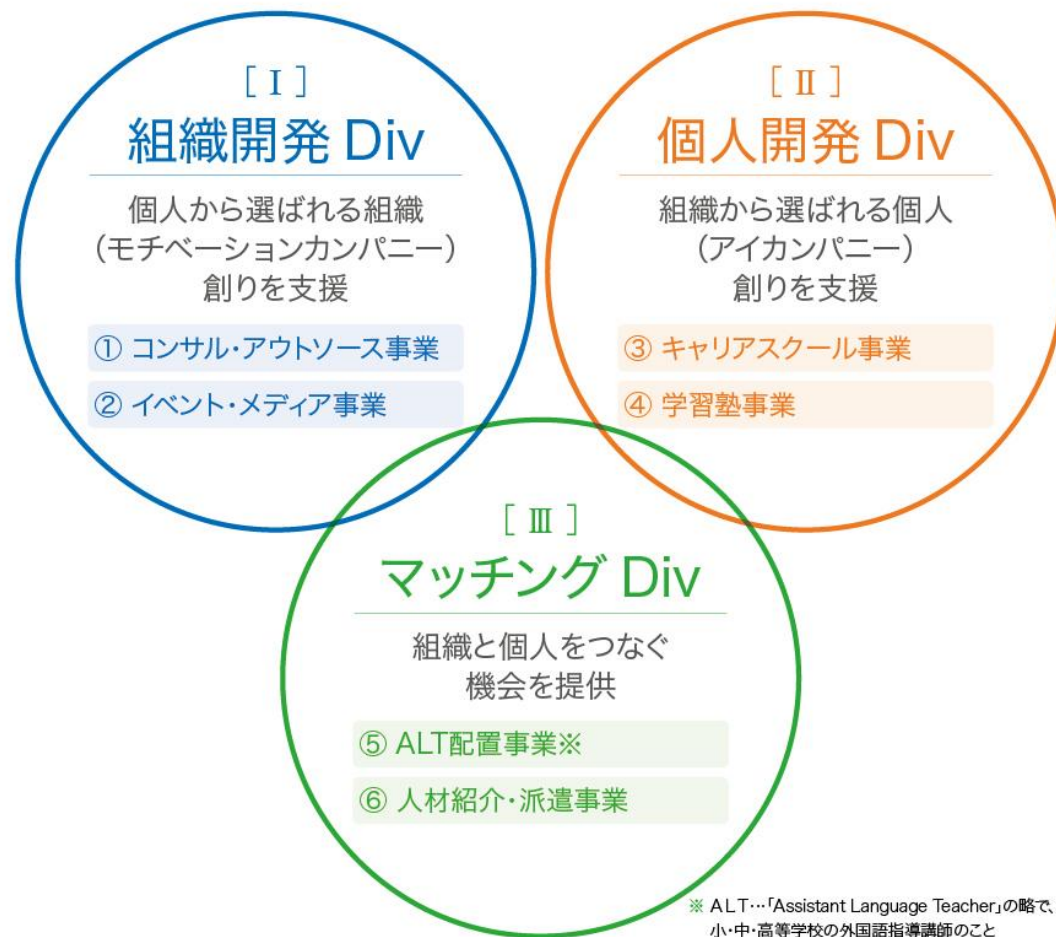 [ Ⅰ ]
組織開発 Div
個人から選ばれる組織
(モチベーションカンパニー)
創りを支援
① コンサル・アウトソース事業
② イベント・メディア事業
[ Ⅱ ]
個人開発 Div
組織から選ばれる個人
(アイカンパニー)
創りを支援
③ キャリアスクール事業
④ 学習塾事業
[ Ⅲ ]
マッチング Div
組織と個人をつなぐ
機会を提供
⑤ ALT配置事業※
⑥ 人材紹介・派遣事業
※ ALT…「Assistant Language Teacher」の略で、
小・中・高等学校の外国語指導講師のこと